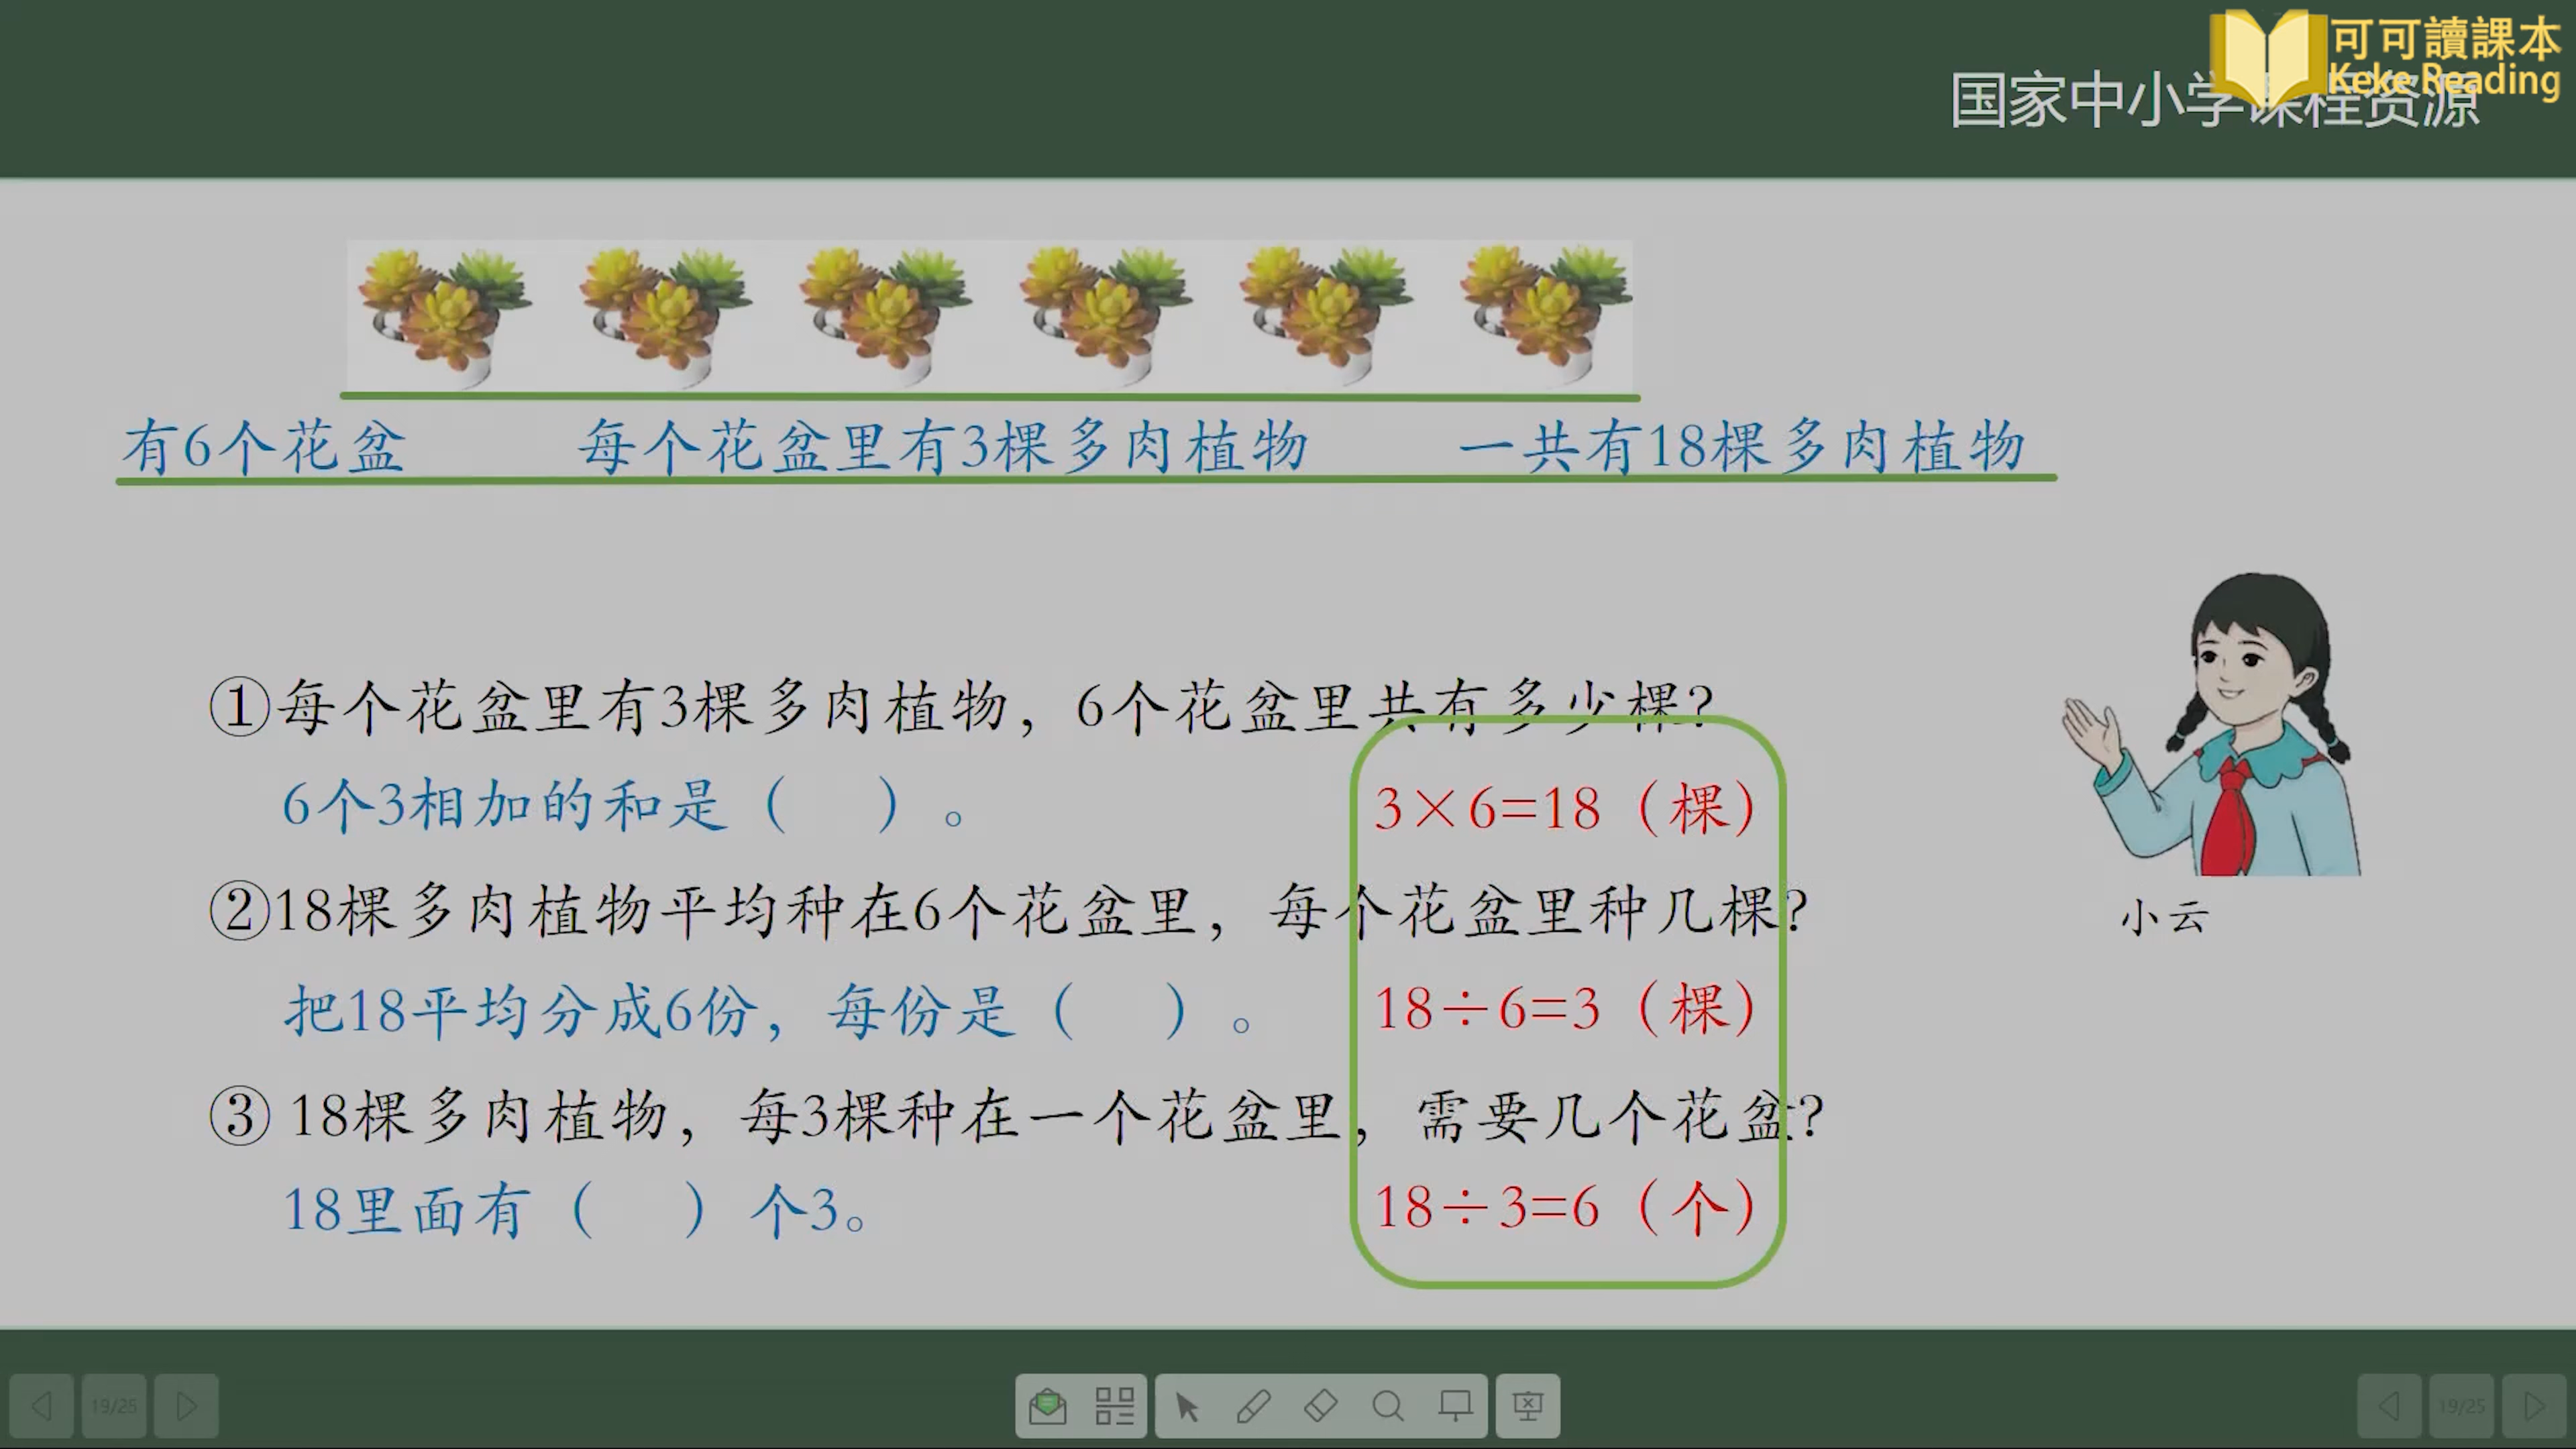 可可讀課本
Keke Reading
国家中小学课程资源
有6个花盆 每个花盆里有3棵多肉植物 一共有18棵多肉植物
①每个花盆里有3棵多肉植物，6个花盆里共有多少棵？
6个3相加的和是（ ）。 3×6=18（棵）
②18棵多肉植物平均种在6个花盆里，每个花盆里种几棵？
小云
把18平均分成6份，每份是（ ）。 18÷6=3（棵）
③18棵多肉植物，每3棵种在一个花盆里，需要几个花盆？
18里面有（ ）个3。 18÷3=6（个）
19/25 19/25